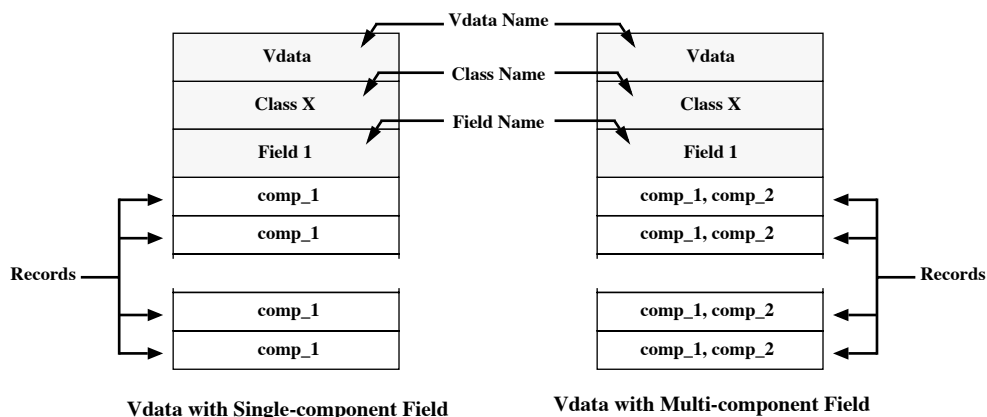 Vdata Name
Vdata
Vdata
Class Name
Class X
Class X
Field Name
Field 1
Field 1
comp_1
comp_1, comp_2
comp_1
comp_1, comp_2
Records
Records
comp_1
comp_1, comp_2
comp_1
comp_1, comp_2
Vdata with Single-component Field
Vdata with Multi-component Field